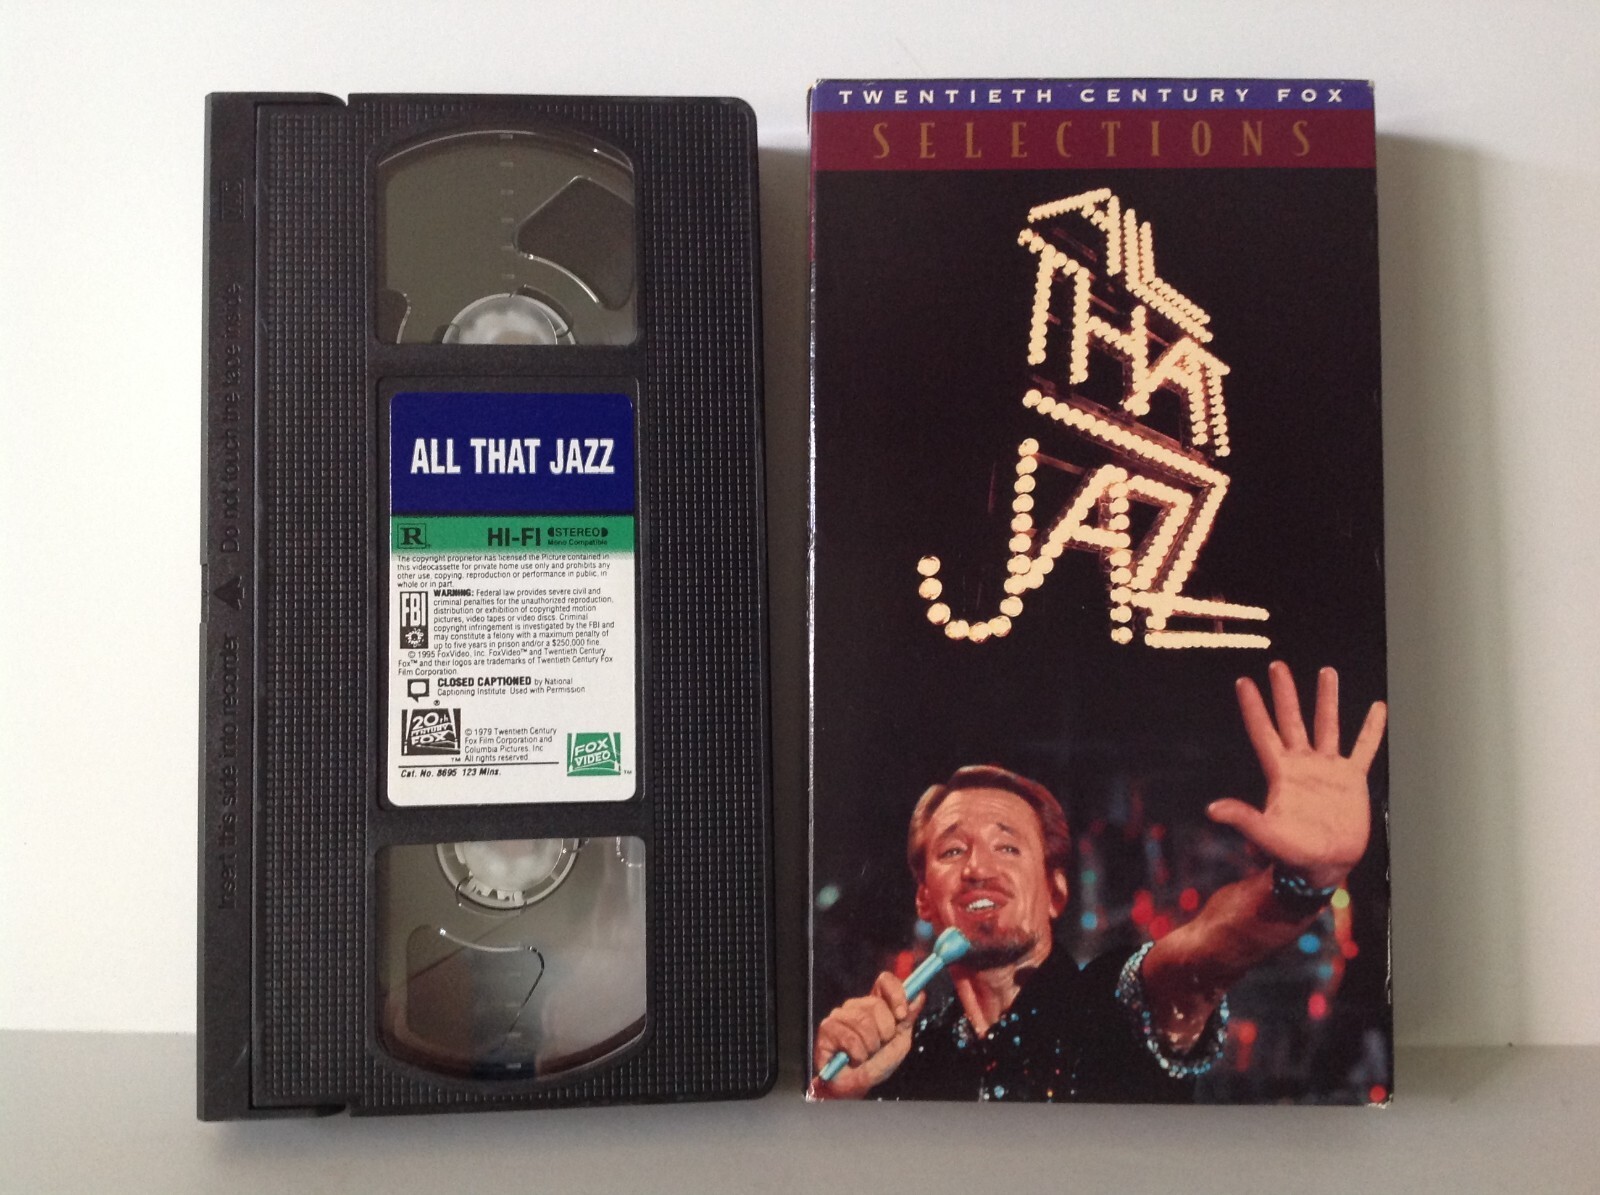 Insert this side into recorder ▲ Do not touch the tape inside
ALL THAT JAZZ
R HI-FI STEREO
Mono Compatible
The copyright proprietor has licensed the Picture contained in
this videocassette for private home use only and prohibits any
other use, copying, reproduction or performance in public, in
whole or in part.
FBI
WARNING: Federal law provides severe civil and
criminal penalties for the unauthorized reproduction,
distribution or exhibition of copyrighted motion
pictures, video tapes or video discs. Criminal
copyright infringement is investigated by the FBI and
may constitute a felony with a maximum penalty of
up to five years in prison and/or a $250,000 fine
© 1995 FoxVideo, Inc. FoxVideo™ and Twentieth Century
Fox™ and their logos are trademarks of Twentieth Century Fox
Film Corporation.
CLOSED CAPTIONED by National
Captioning Institute. Used with Permission
®
20th
CENTURY
FOX
TM
© 1979 Twentieth Century
Fox Film Corporation and
Columbia Pictures, Inc.
All rights reserved.
FOX
VIDEO
TM
Cat. No. 8695 123 Mins.
TWENTIETH CENTURY FOX
SELECTIONS
ALL
THAT
JAZZ